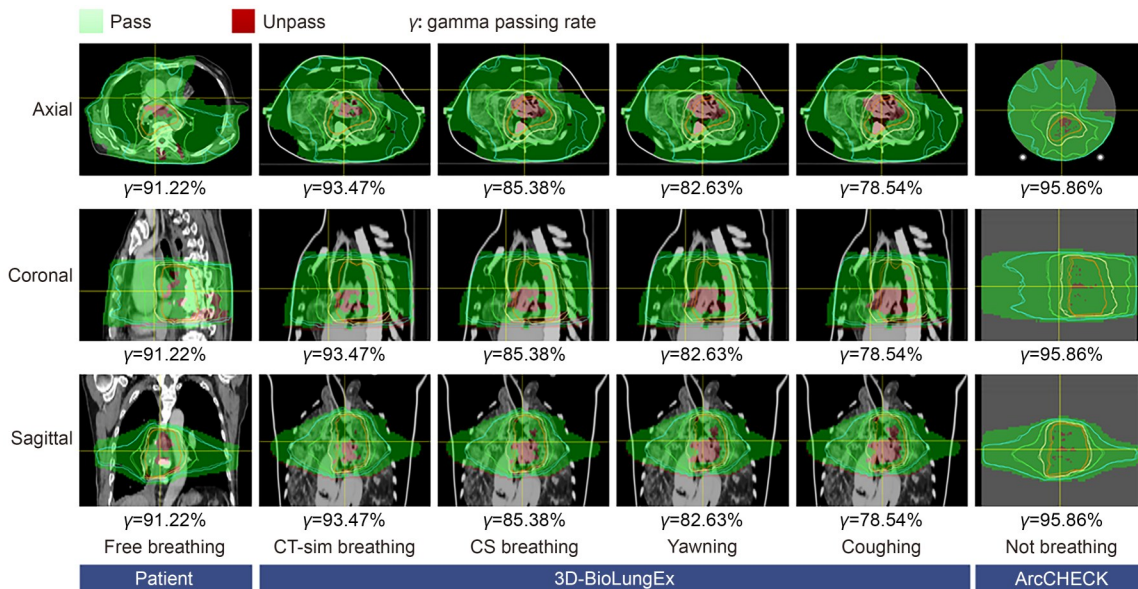 Pass Unpass γ: gamma passing rate
Axial
γ=91.22% γ=93.47% γ=85.38% γ=82.63% γ=78.54% γ=95.86%
Coronal
γ=91.22% γ=93.47% γ=85.38% γ=82.63% γ=78.54% γ=95.86%
Sagittal
γ=91.22% γ=93.47% γ=85.38% γ=82.63% γ=78.54% γ=95.86%
Free breathing CT-sim breathing CS breathing Yawning Coughing Not breathing
Patient 3D-BioLungEx ArcCHECK